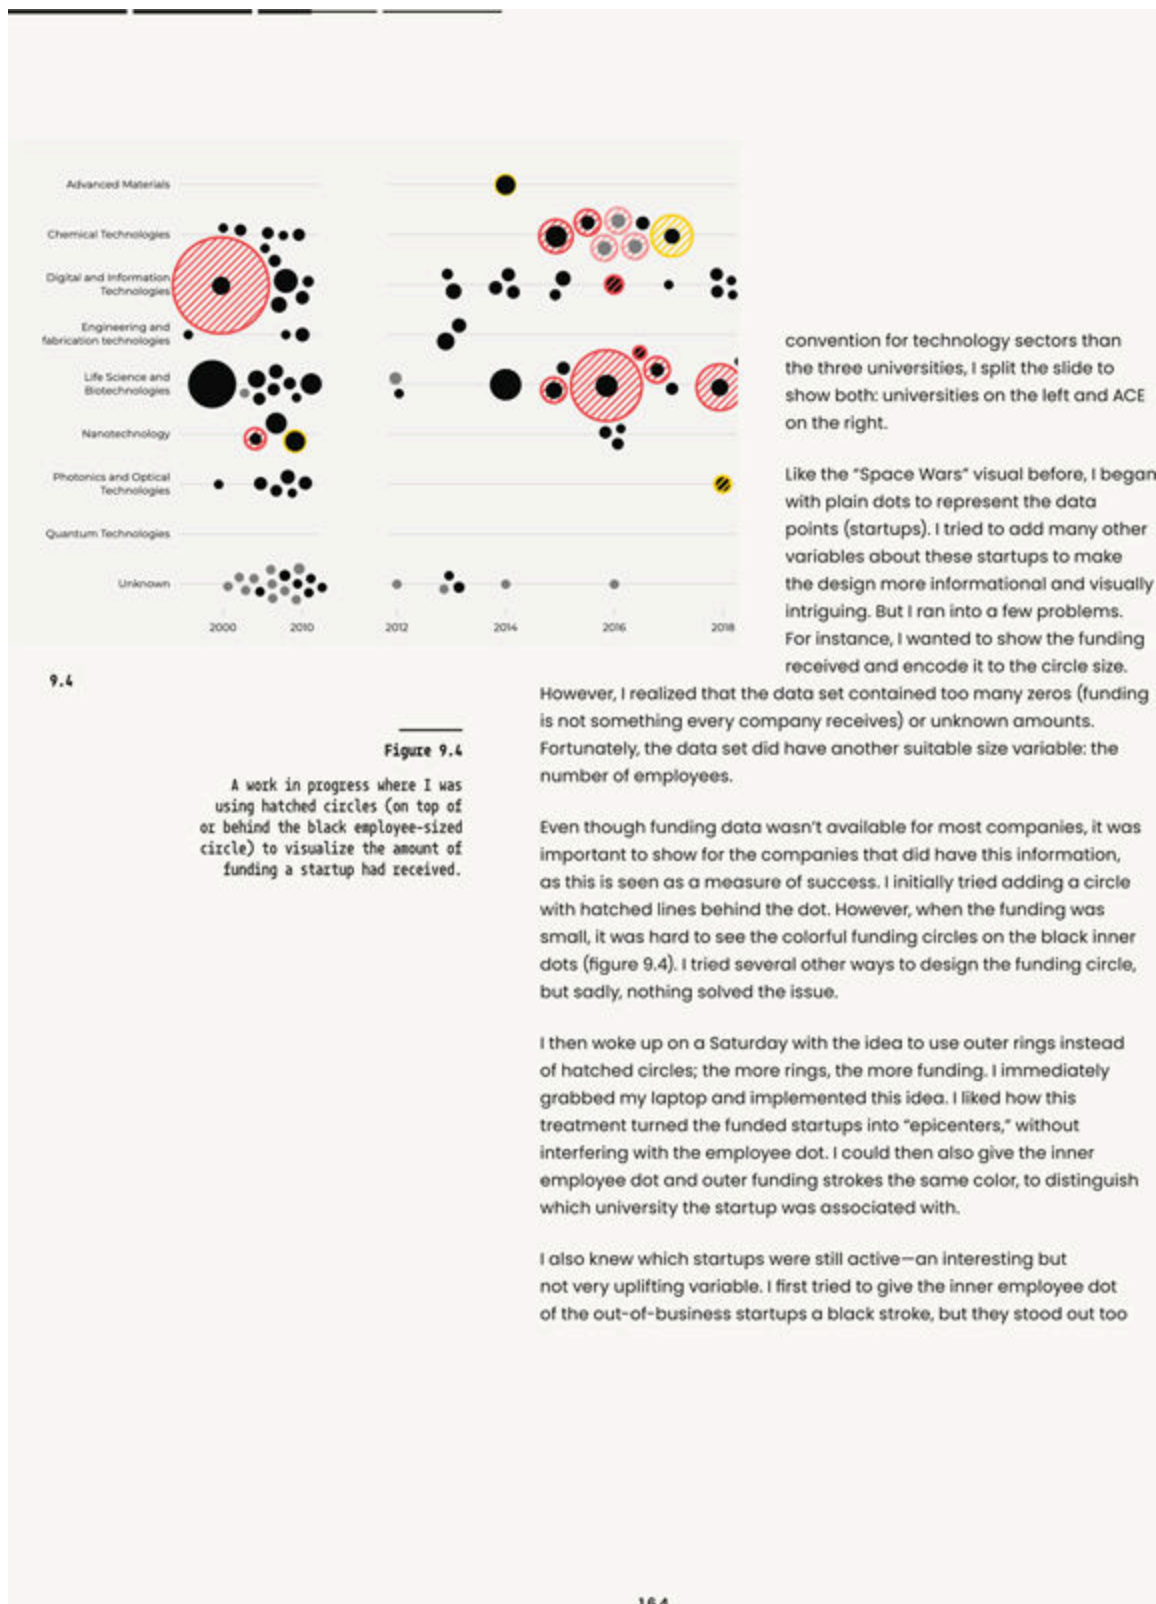 Advanced Materials
Chemical Technologies
Digital and Information
Technologies
Engineering and
fabrication technologies
Life Science and
Biotechnologies
Nanotechnology
Photonics and Optical
Technologies
Quantum Technologies
Unknown
2000
2010
2012
2014
2016
2018
9.4
Figure 9.4
A work in progress where I was
using hatched circles (on top of
or behind the black employee-sized
circle) to visualize the amount of
funding a startup had received.
convention for technology sectors than
the three universities, I split the slide to
show both: universities on the left and ACE
on the right.
Like the “Space Wars” visual before, I began
with plain dots to represent the data
points (startups). I tried to add many other
variables about these startups to make
the design more informational and visually
intriguing. But I ran into a few problems.
For instance, I wanted to show the funding
received and encode it to the circle size.
However, I realized that the data set contained too many zeros (funding
is not something every company receives) or unknown amounts.
Fortunately, the data set did have another suitable size variable: the
number of employees.
Even though funding data wasn’t available for most companies, it was
important to show for the companies that did have this information,
as this is seen as a measure of success. I initially tried adding a circle
with hatched lines behind the dot. However, when the funding was
small, it was hard to see the colorful funding circles on the black inner
dots (figure 9.4). I tried several other ways to design the funding circle,
but sadly, nothing solved the issue.
I then woke up on a Saturday with the idea to use outer rings instead
of hatched circles; the more rings, the more funding. I immediately
grabbed my laptop and implemented this idea. I liked how this
treatment turned the funded startups into “epicenters,” without
interfering with the employee dot. I could then also give the inner
employee dot and outer funding strokes the same color, to distinguish
which university the startup was associated with.
I also knew which startups were still active—an interesting but
not very uplifting variable. I first tried to give the inner employee dot
of the out-of-business startups a black stroke, but they stood out too
164